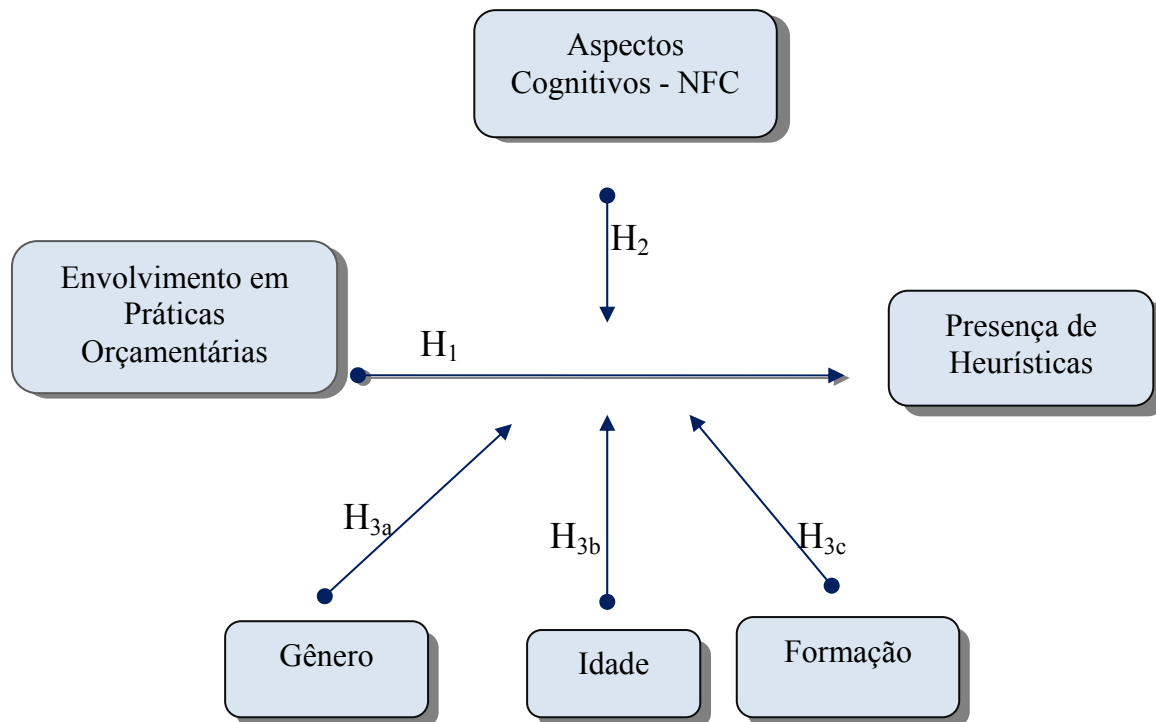 Aspectos
Cognitivos - NFC
H2
Envolvimento em
Práticas
Orçamentárias
H1
Presença de
Heurísticas
H3a
H3b
H3c
Gênero
Idade
Formação